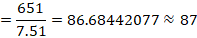 = 651/7.51 = 86.68442077 ≈ 87